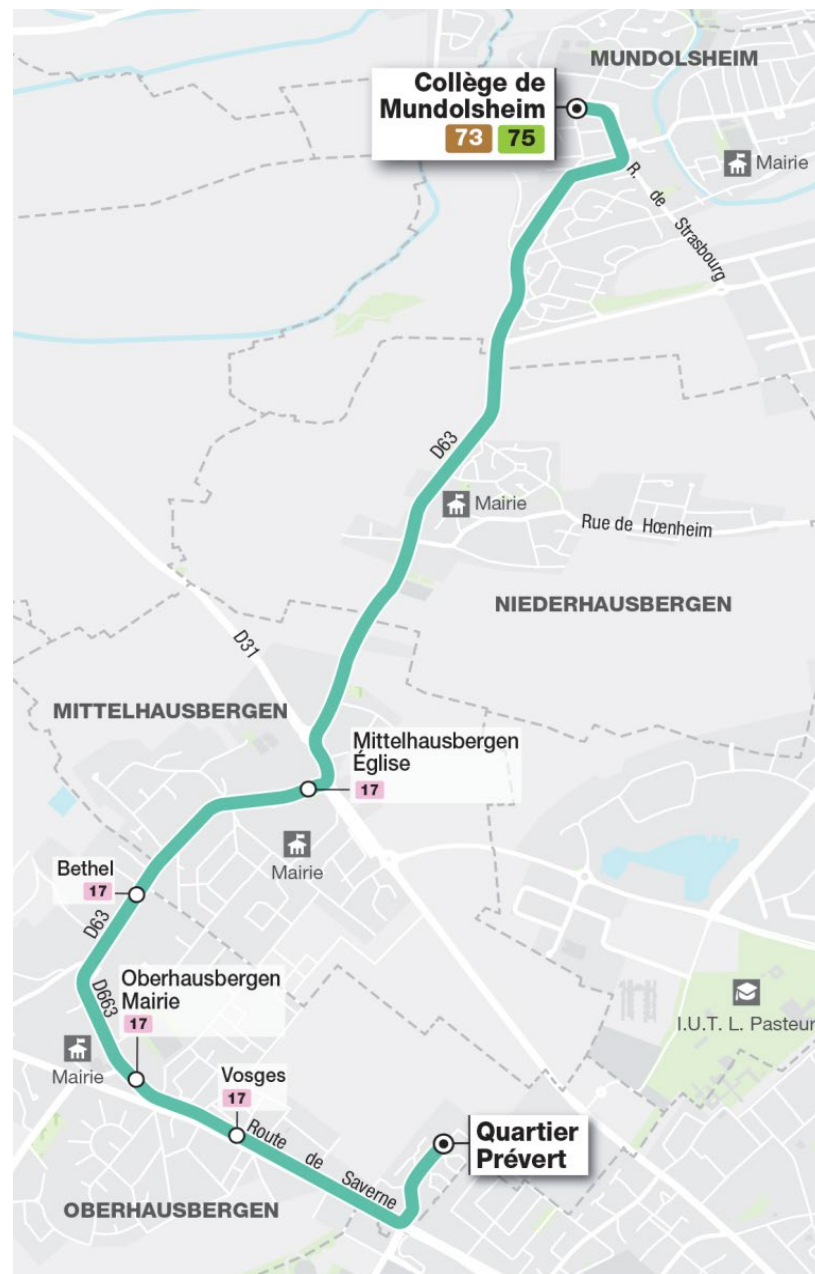 MUNDOLSHEIM
Collège de
Mundolsheim
73 75
Mairie
R. de Strasbourg
D63
Mairie
Rue de Hœnheim
NIEDERHAUSBERGEN
D31
MITTELHAUSBERGEN
Mittelhausbergen
Église
17
Mairie
Bethel
17
D63
D663
Oberhausbergen
Mairie
17
I.U.T. L. Pasteur
Mairie
Vosges
17
Route de Saverne
Quartier
Prévert
OBERHAUSBERGEN